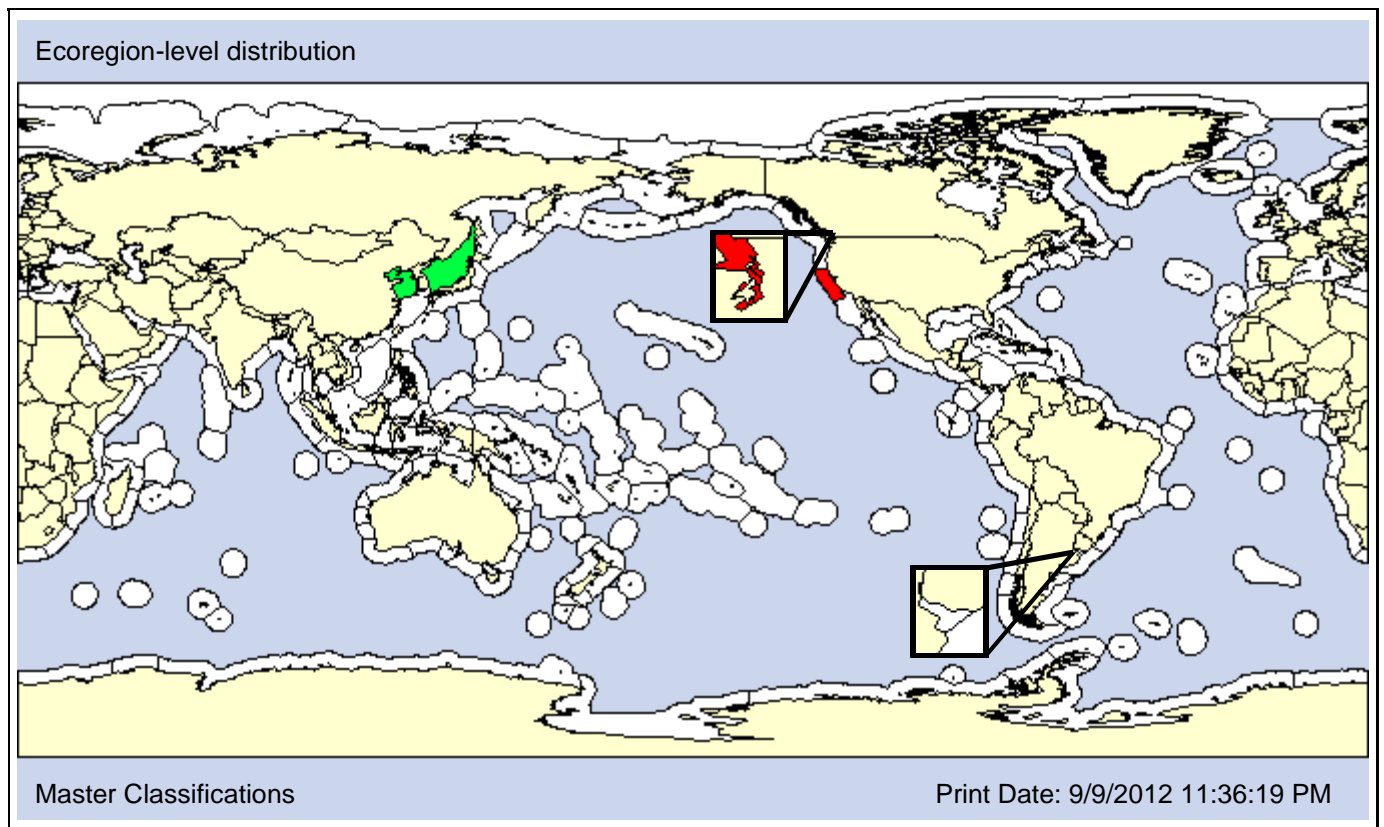 Ecoregion-level distribution
Master Classifications
Print Date: 9/9/2012 11:36:19 PM